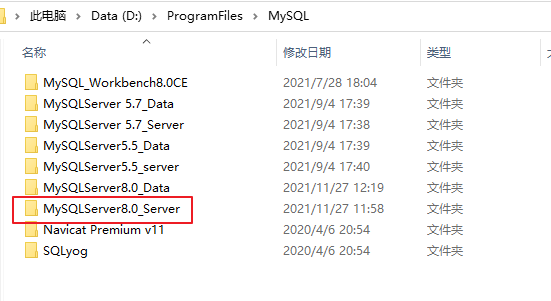 此电脑 > Data (D:) > ProgramFiles > MySQL
名称 修改日期 类型
MySQL_Workbench8.0CE 2021/7/28 18:04 文件夹
MySQLServer 5.7_Data 2021/9/4 17:39 文件夹
MySQLServer 5.7_Server 2021/9/4 17:38 文件夹
MySQLServer5.5_Data 2021/9/4 17:39 文件夹
MySQLServer5.5_server 2021/9/4 17:40 文件夹
MySQLServer8.0_Data 2021/11/27 12:19 文件夹
MySQLServer8.0_Server 2021/11/27 11:58 文件夹
Navicat Premium v11 2020/4/6 20:54 文件夹
SQLyog 2020/4/6 20:54 文件夹